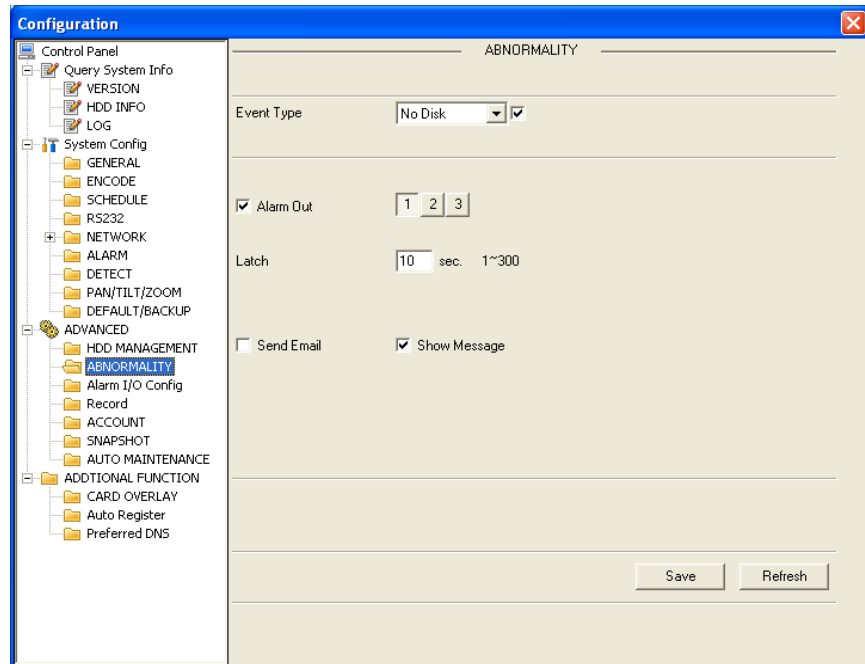 Configuration
Control Panel
Query System Info
VERSION
HDD INFO
LOG
System Config
GENERAL
ENCODE
SCHEDULE
RS232
NETWORK
ALARM
DETECT
PAN/TILT/ZOOM
DEFAULT/BACKUP
ADVANCED
HDD MANAGEMENT
ABNORMALITY
Alarm I/O Config
Record
ACCOUNT
SNAPSHOT
AUTO MAINTENANCE
ADDTIONAL FUNCTION
CARD OVERLAY
Auto Register
Preferred DNS
ABNORMALITY
Event Type No Disk
Alarm Out 1 2 3
Latch 10 sec. 1~300
Send Email Show Message
Save Refresh